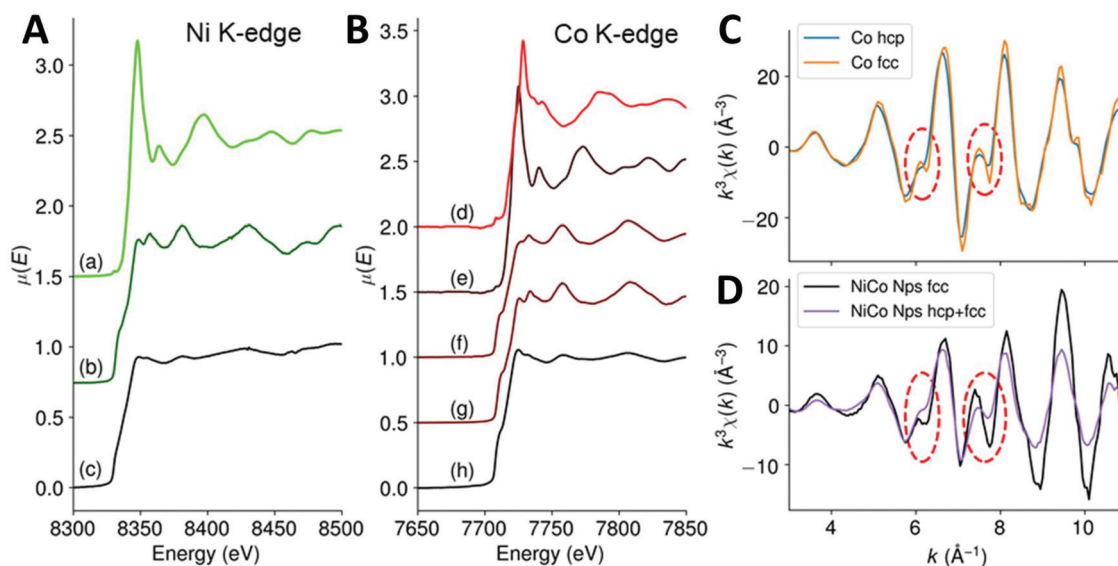 A
Ni K-edge
3.0
2.5
2.0
1.5
1.0
0.5
0.0
μ(E)
(a)
(b)
(c)
8300 8350 8400 8450 8500
Energy (eV)
B
Co K-edge
3.5
3.0
2.5
2.0
1.5
1.0
0.5
0.0
μ(E)
(d)
(e)
(f)
(g)
(h)
7650 7700 7750 7800 7850
Energy (eV)
C
Co hcp
Co fcc
20
0
−20
k³χ(k) (Å⁻³)
D
NiCo Nps fcc
NiCo Nps hcp+fcc
20
10
0
−10
k³χ(k) (Å⁻³)
4 6 8 10
k (Å⁻¹)